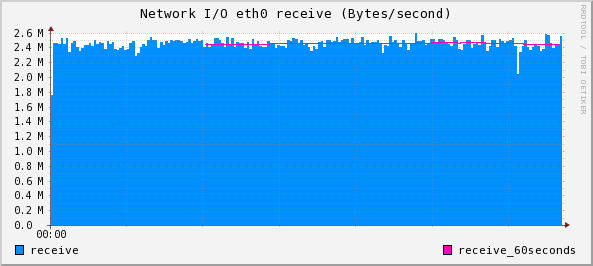 Network I/O eth0 receive (Bytes/second)
RRDTOOL / TOBI OETIKER
2.6 M
2.4 M
2.2 M
2.0 M
1.8 M
1.6 M
1.4 M
1.2 M
1.0 M
0.8 M
0.6 M
0.4 M
0.2 M
0.0
00:00
receive
receive_60seconds